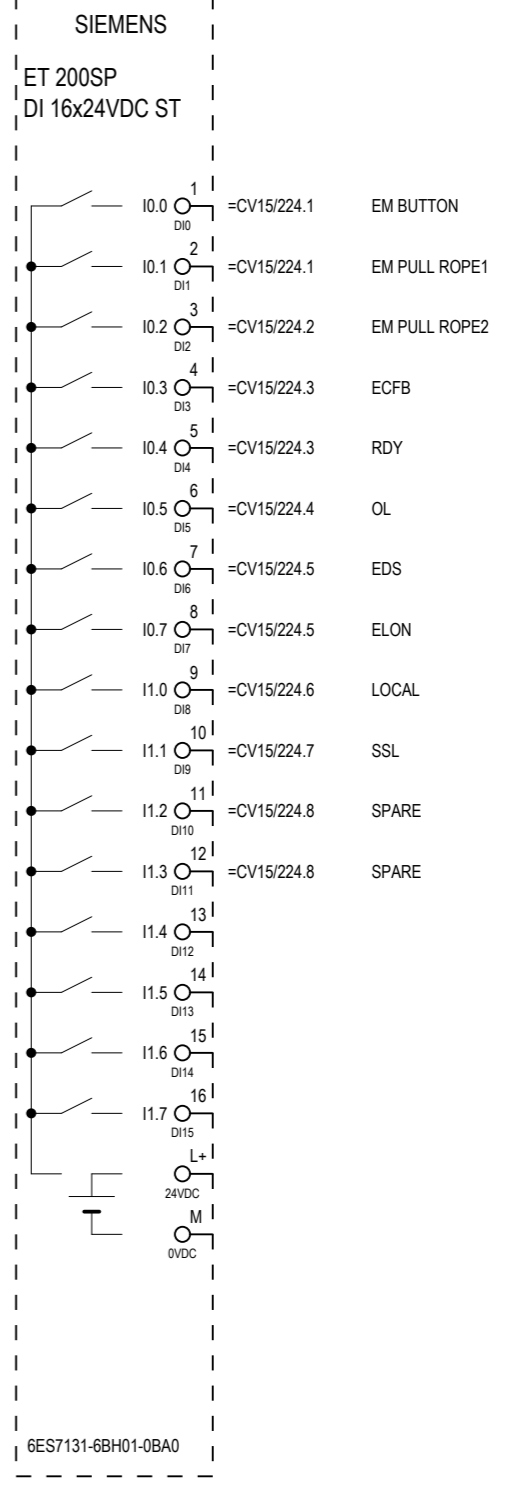 SIEMENS
ET 200SP
DI 16x24VDC ST
1
I0.0 =CV15/224.1 EM BUTTON
DI0
2
I0.1 =CV15/224.1 EM PULL ROPE1
DI1
3
I0.2 =CV15/224.2 EM PULL ROPE2
DI2
4
I0.3 =CV15/224.3 ECFB
DI3
5
I0.4 =CV15/224.3 RDY
DI4
6
I0.5 =CV15/224.4 OL
DI5
7
I0.6 =CV15/224.5 EDS
DI6
8
I0.7 =CV15/224.5 ELON
DI7
9
I1.0 =CV15/224.6 LOCAL
DI8
10
I1.1 =CV15/224.7 SSL
DI9
11
I1.2 =CV15/224.8 SPARE
DI10
12
I1.3 =CV15/224.8 SPARE
DI11
13
I1.4
DI12
14
I1.5
DI13
15
I1.6
DI14
16
I1.7
DI15
L+
24VDC
M
0VDC
6ES7131-6BH01-0BA0